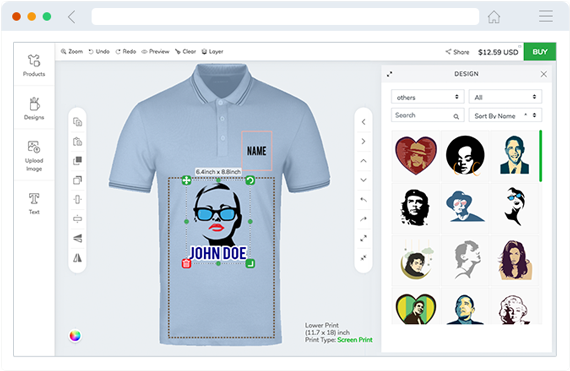 Zoom Undo Redo Preview Clear Layer
Share $12.59 USD BUY
Products
Designs
Upload
Image
Text
DESIGN
others
All
Search
Sort By Name
NAME
6.4inch x 8.8inch
JOHN DOE
Lower Print
(11.7 x 18) inch
Print Type: Screen Print